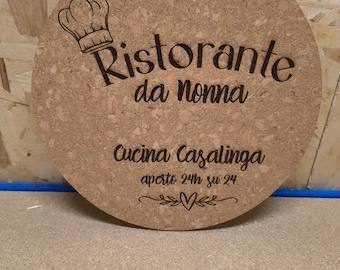 Ristorante
da Nonna
Cucina Casalinga
aperto 24h su 24